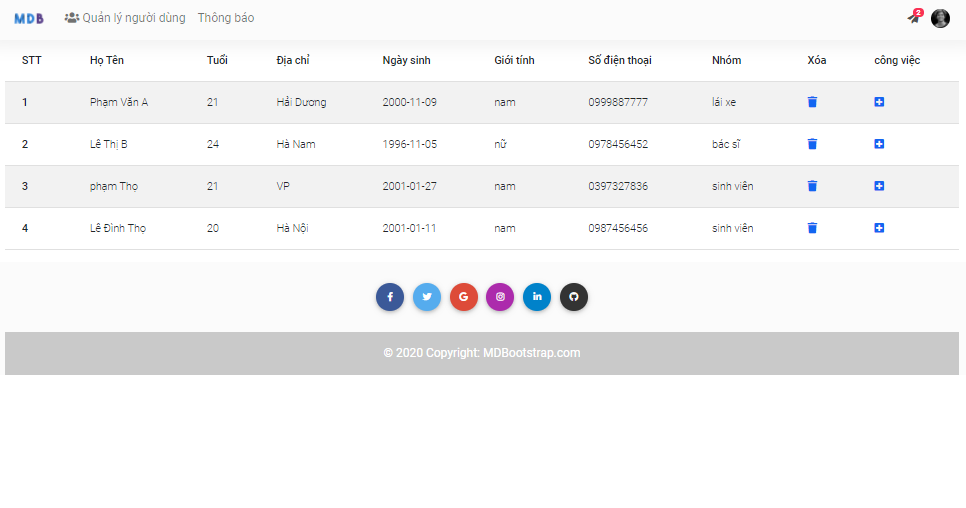 MDB Quản lý người dùng Thông báo 2
STT Họ Tên Tuổi Địa chỉ Ngày sinh Giới tính Số điện thoại Nhóm Xóa công việc
1 Phạm Văn A 21 Hải Dương 2000-11-09 nam 0999887777 lái xe
2 Lê Thị B 24 Hà Nam 1996-11-05 nữ 0978456452 bác sĩ
3 phạm Thọ 21 VP 2001-01-27 nam 0397327836 sinh viên
4 Lê Đình Thọ 20 Hà Nội 2001-01-11 nam 0987456456 sinh viên
© 2020 Copyright: MDBootstrap.com